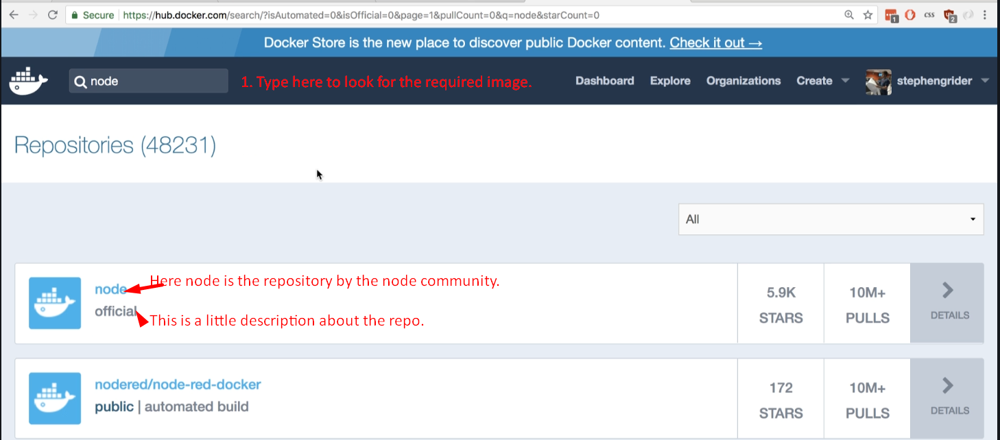 Secure https://hub.docker.com/search/?isAutomated=0&isOfficial=0&page=1&pullCount=0&q=node&starCount=0
1 CSS 2
Docker Store is the new place to discover public Docker content. Check it out →
node 1. Type here to look for the required image. Dashboard Explore Organizations Create stephengrider
Repositories (48231)
All
node Here node is the repository by the node community.
official This is a little description about the repo.
5.9K
STARS
10M+
PULLS
DETAILS
nodered/node-red-docker
public | automated build
172
STARS
10M+
PULLS
DETAILS